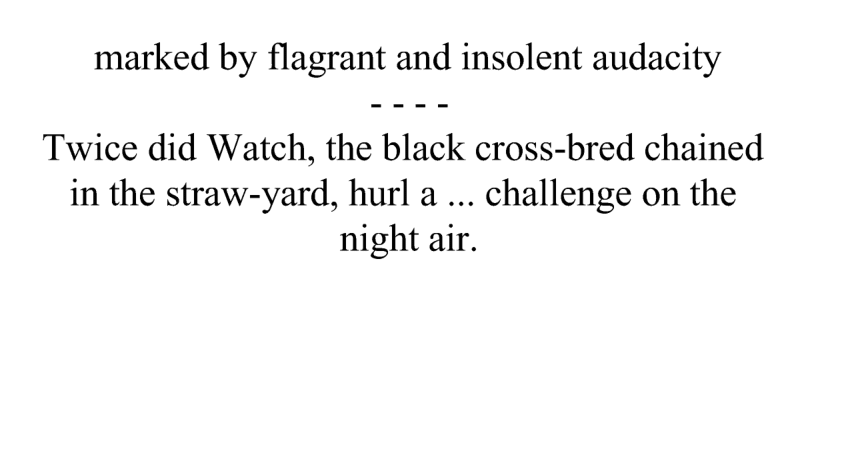 marked by flagrant and insolent audacity
- - - -
Twice did Watch, the black cross-bred chained
in the straw-yard, hurl a ... challenge on the
night air.